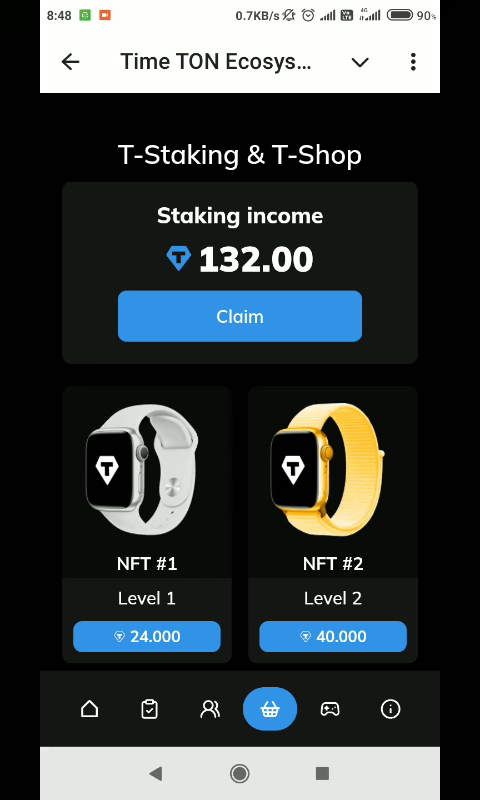 8:48 0.7KB/s 4G 90%
Time TON Ecosys...
T-Staking & T-Shop
Staking income
132.00
Claim
NFT #1 NFT #2
Level 1 Level 2
24.000 40.000